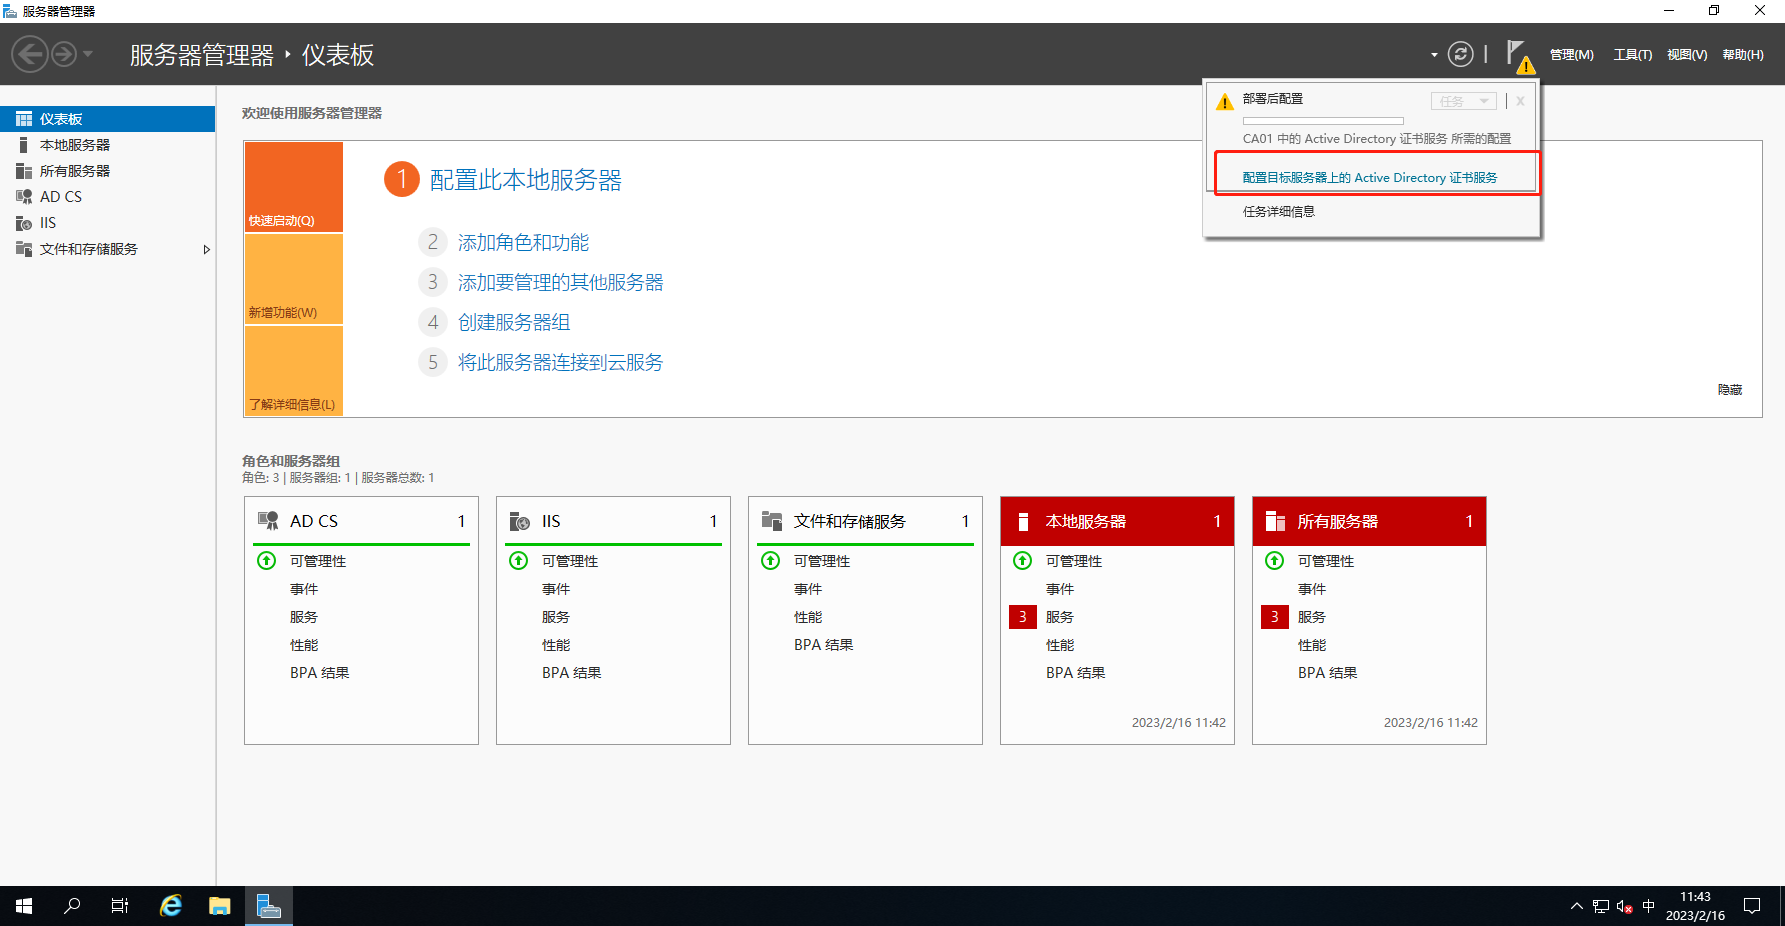 服务器管理器
服务器管理器 · 仪表板
管理(M) 工具(T) 视图(V) 帮助(H)
部署后配置
任务
X
CA01 中的 Active Directory 证书服务 所需的配置
配置目标服务器上的 Active Directory 证书服务
任务详细信息
仪表板
本地服务器
所有服务器
AD CS
IIS
文件和存储服务
欢迎使用服务器管理器
快速启动(Q)
新增功能(W)
了解详细信息(L)
1 配置此本地服务器
2 添加角色和功能
3 添加要管理的其他服务器
4 创建服务器组
5 将此服务器连接到云服务
隐藏
角色和服务器组
角色: 3 | 服务器组: 1 | 服务器总数: 1
AD CS 1
可管理性
事件
服务
性能
BPA 结果
IIS 1
可管理性
事件
服务
性能
BPA 结果
文件和存储服务 1
可管理性
事件
性能
BPA 结果
本地服务器 1
可管理性
事件
3 服务
性能
BPA 结果
2023/2/16 11:42
所有服务器 1
可管理性
事件
3 服务
性能
BPA 结果
2023/2/16 11:42
中
11:43
2023/2/16